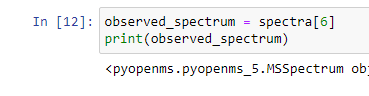 In [12]: observed_spectrum = spectra[6]
print(observed_spectrum)
<pyopenms.pyopenms_5.MSSpectrum obj